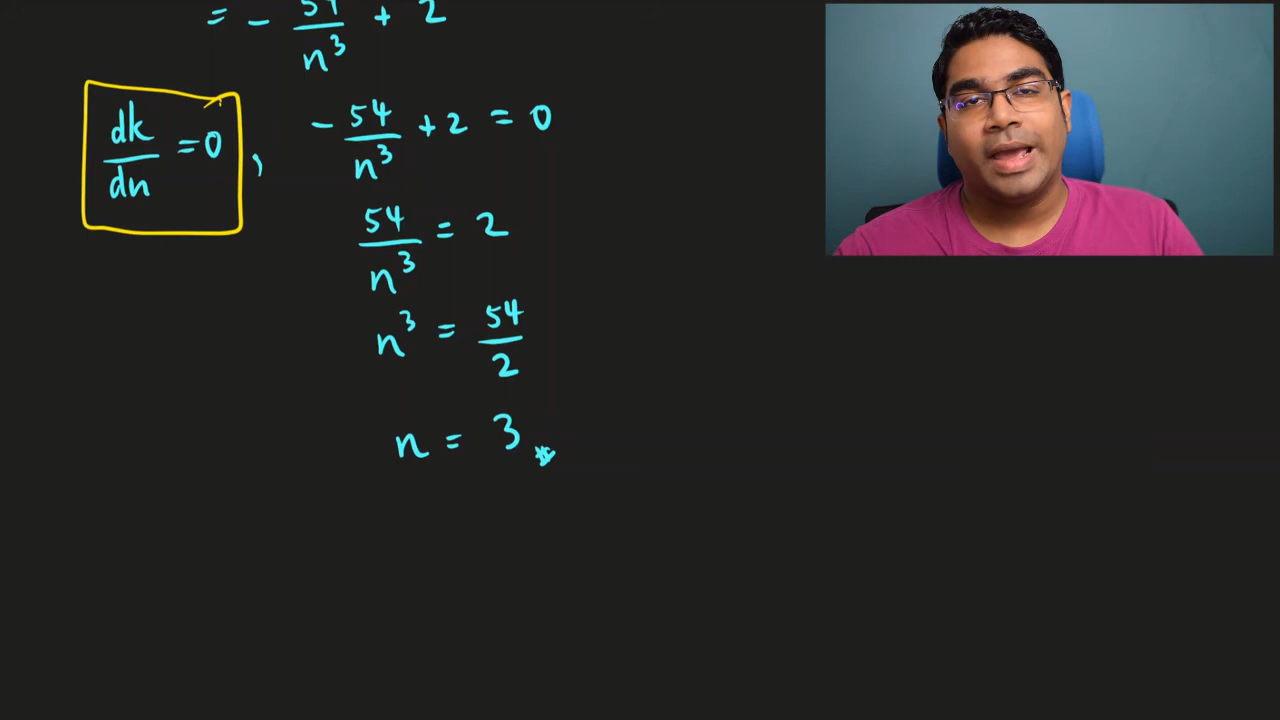 = - 54/n³ + 2
dk/dn = 0, - 54/n³ + 2 = 0
54/n³ = 2
n³ = 54/2
n = 3